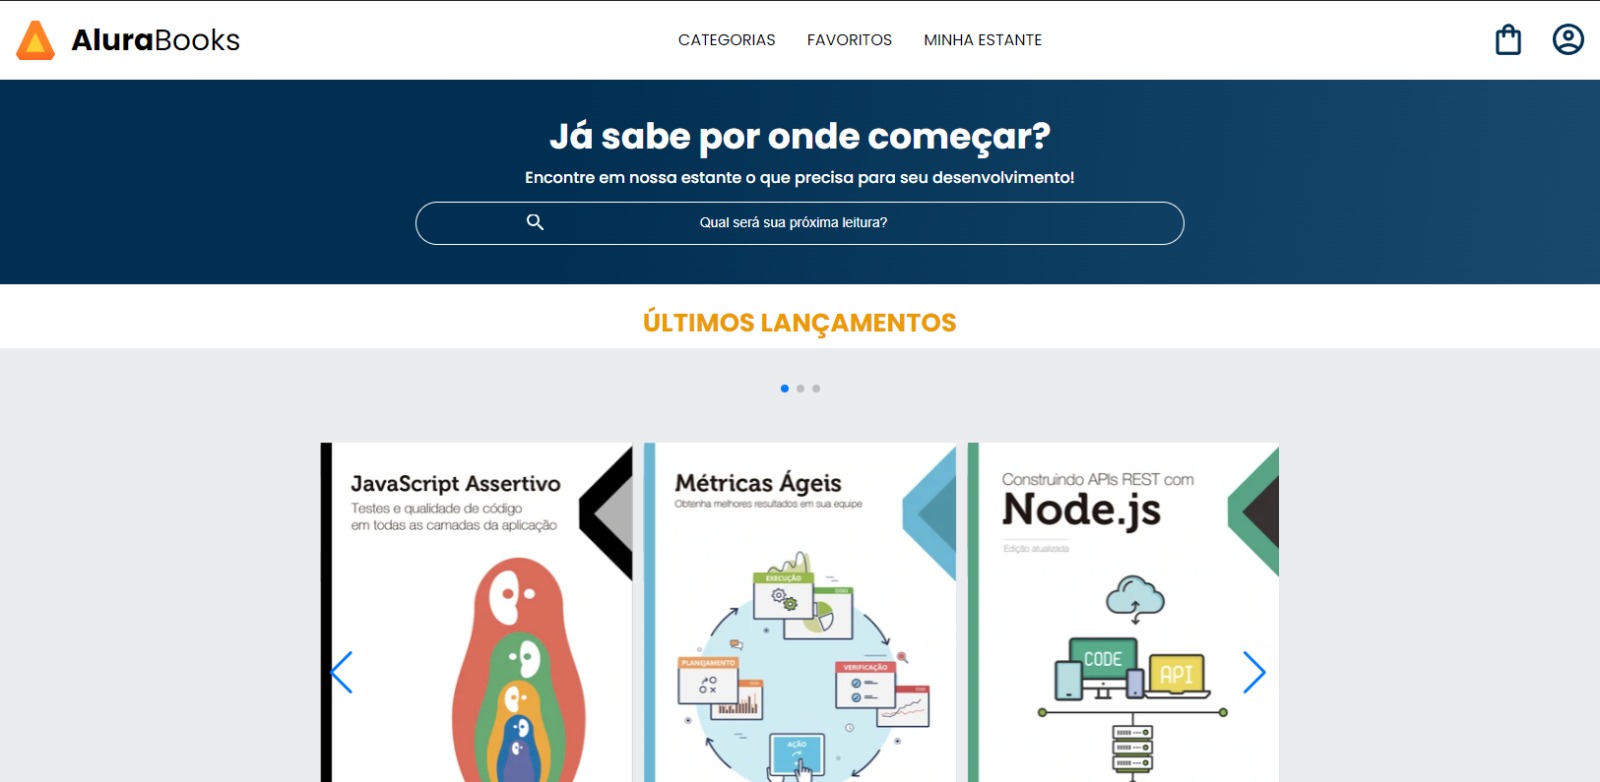 AluraBooks
CATEGORIAS
FAVORITOS
MINHA ESTANTE
Já sabe por onde começar?
Encontre em nossa estante o que precisa para seu desenvolvimento!
Qual será sua próxima leitura?
ÚLTIMOS LANÇAMENTOS
JavaScript Assertivo
Testes e qualidade de código
em todas as camadas da aplicação
Métricas Ágeis
Obtenha melhores resultados em sua equipe
EXECUÇÃO
PLANEJAMENTO
VERIFICAÇÃO
AÇÃO
Construindo APIs REST com
Node.js
Edição atualizada
CODE
API